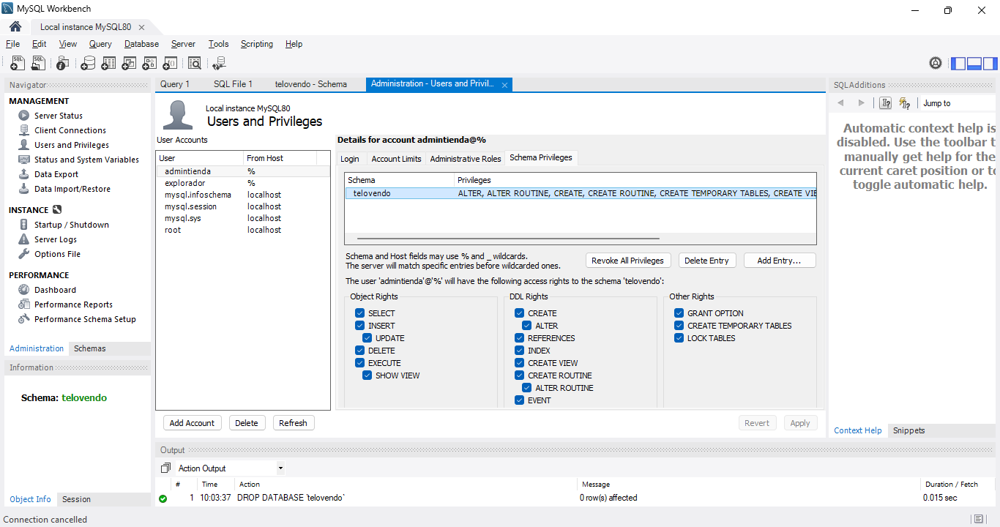 MySQL Workbench
Local instance MySQL80
File Edit View Query Database Server Tools Scripting Help
Navigator
MANAGEMENT
Server Status
Client Connections
Users and Privileges
Status and System Variables
Data Export
Data Import/Restore
INSTANCE
Startup / Shutdown
Server Logs
Options File
PERFORMANCE
Dashboard
Performance Reports
Performance Schema Setup
Administration Schemas
Information
Schema: telovendo
Object Info Session
Query 1 SQL File 1 telovendo - Schema Administration - Users and Privil...
Local instance MySQL80
Users and Privileges
User Accounts
User From Host
admintienda %
explorador %
mysql.infoschema localhost
mysql.session localhost
mysql.sys localhost
root localhost
Add Account Delete Refresh
Details for account admintienda@%
Login Account Limits Administrative Roles Schema Privileges
Schema Privileges
telovendo ALTER, ALTER ROUTINE, CREATE, CREATE ROUTINE, CREATE TEMPORARY TABLES, CREATE VIE
Schema and Host fields may use % and _ wildcards.
The server will match specific entries before wildcarded ones.
Revoke All Privileges Delete Entry Add Entry...
The user 'admintienda'@'%' will have the following access rights to the schema 'telovendo':
Object Rights
SELECT
INSERT
UPDATE
DELETE
EXECUTE
SHOW VIEW
DDL Rights
CREATE
ALTER
REFERENCES
INDEX
CREATE VIEW
CREATE ROUTINE
ALTER ROUTINE
EVENT
Other Rights
GRANT OPTION
CREATE TEMPORARY TABLES
LOCK TABLES
Revert Apply
SQLAdditions
Jump to
Automatic context help is
disabled. Use the toolbar t
manually get help for the
current caret position or to
toggle automatic help.
Context Help Snippets
Output
Action Output
# Time Action Message Duration / Fetch
1 10:03:37 DROP DATABASE `telovendo` 0 row(s) affected 0.015 sec
Connection cancelled